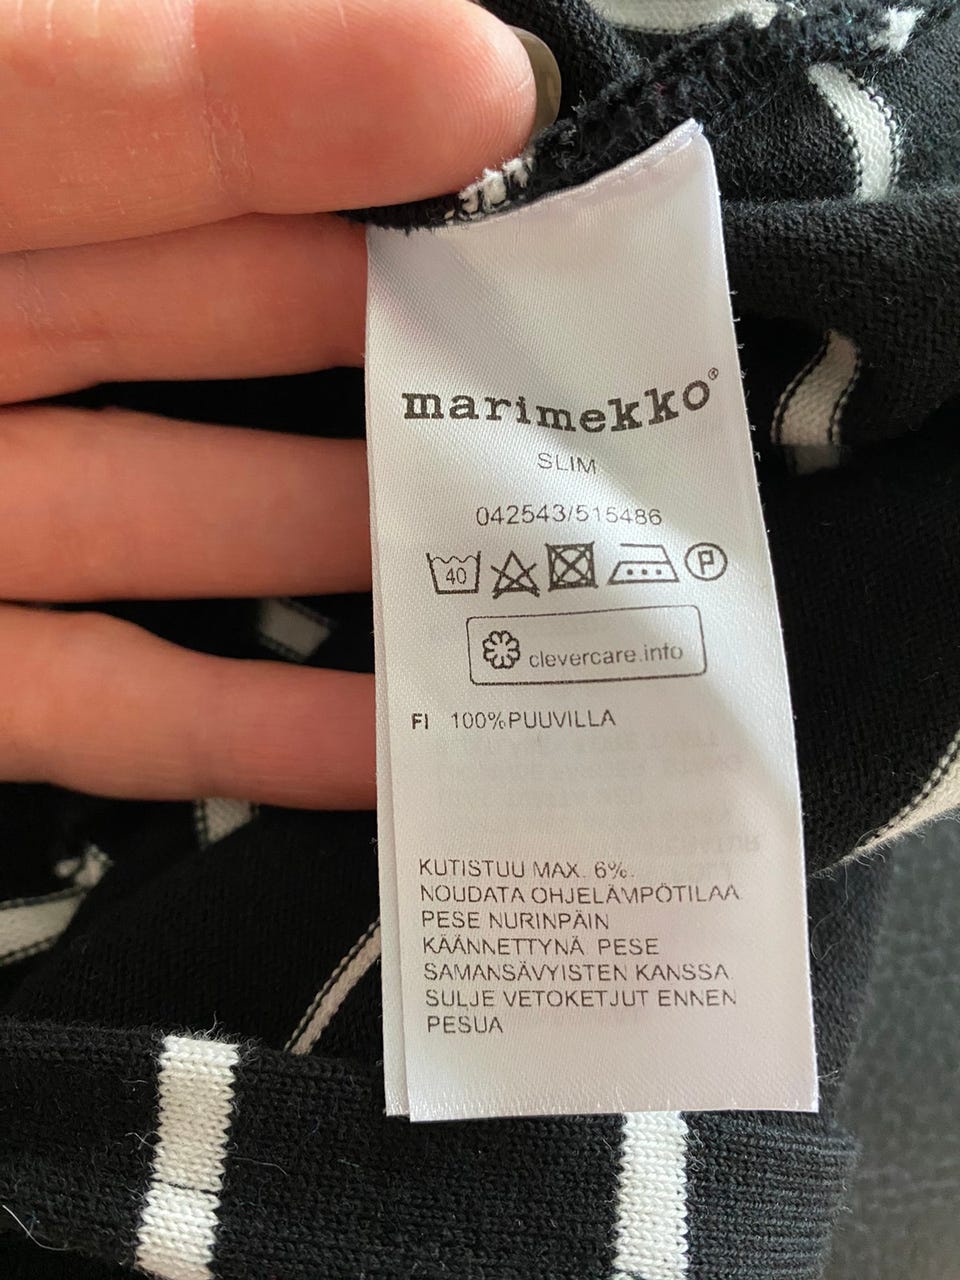 marimekko®
SLIM
042543/515486
40 P
clevercare.info
FI 100%PUUVILLA
KUTISTUU MAX. 6%.
NOUDATA OHJELÄMPÖTILAA
PESE NURINPÄIN
KÄÄNNETTYNÄ PESE
SAMANSÄVYISTEN KANSSA
SULJE VETOKETJUT ENNEN
PESUA